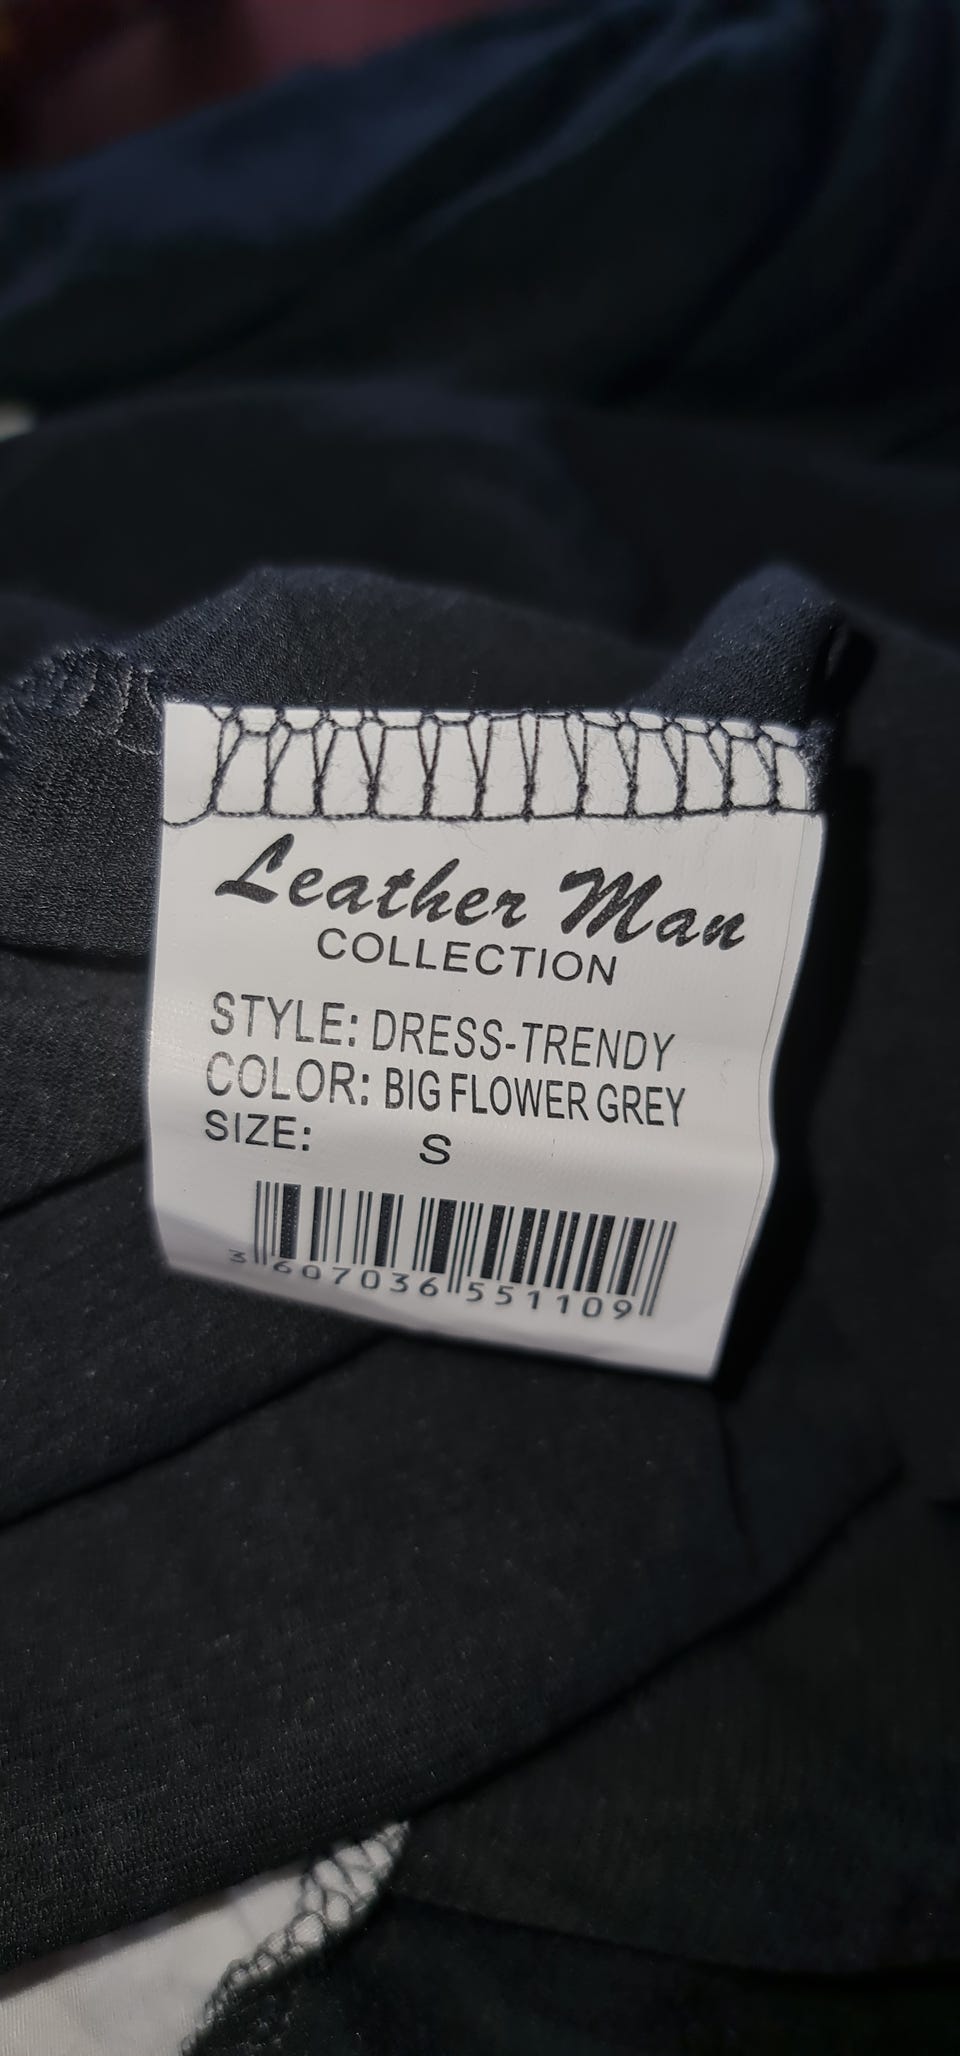 Leather Man
COLLECTION
STYLE: DRESS-TRENDY
COLOR: BIG FLOWER GREY
SIZE: S
3 607036 551109